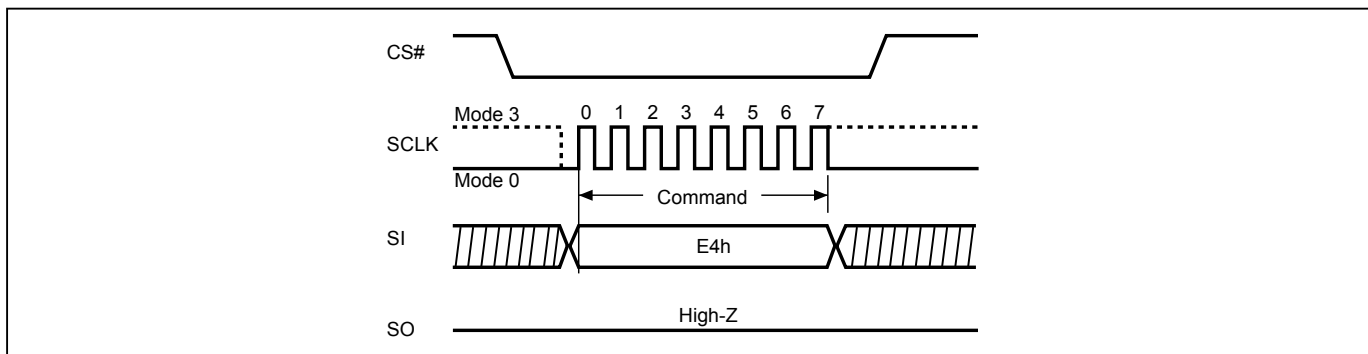 CS#
Mode 3
0 1 2 3 4 5 6 7
SCLK
Mode 0
Command
SI
E4h
High-Z
SO